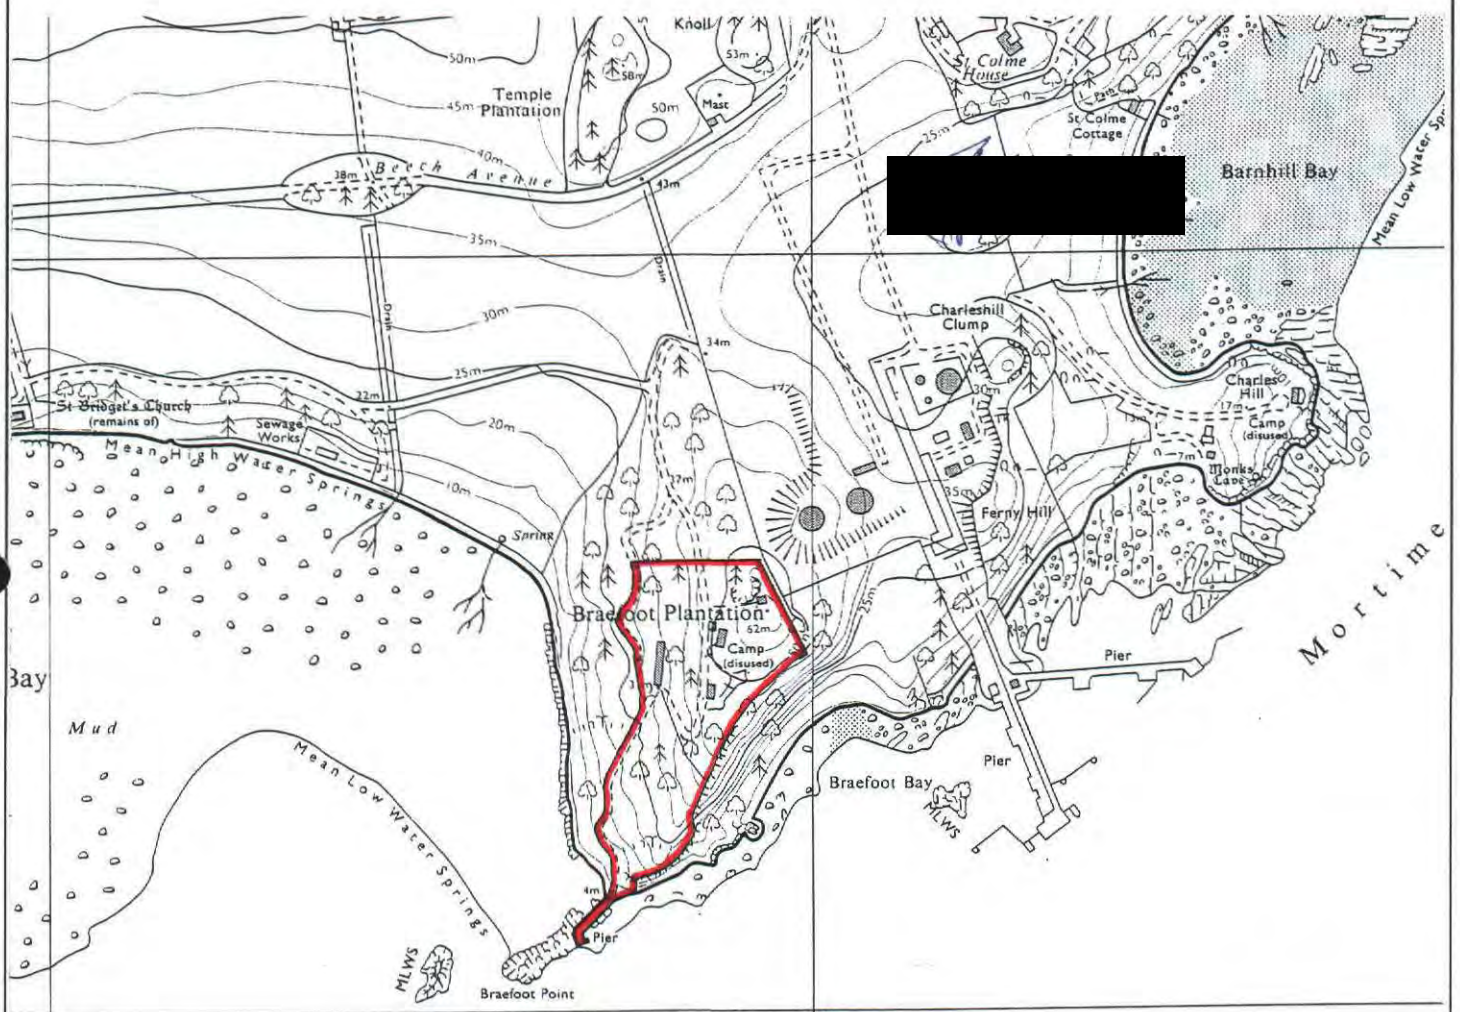 Knoll
53m
58m
50m
Temple
Plantation
50m
Mast
45m
St Colme
House
Path
St Colme
Cottage
25m
Barnhill Bay
Mean Low Water Spr
40m
38m
Beech Avenue
43m
35m
Drain
Drain
30m
34m
25m
22m
Charleshill
Clump
30m
Charles
Hill
17m
Camp
(disused)
15m
7m
Monks
Cave
St Bridget's Church
(remains of)
Sewage
Works
20m
Mean High Water Springs
10m
Spring
27m
35m
Ferny Hill
Braefoot Plantation
62m
Camp
(disused)
25m
Mortime
Pier
Bay
Mud
Mean Low Water Springs
Pier
Braefoot Bay
MLWS
4m
Pier
MLWS
Braefoot Point